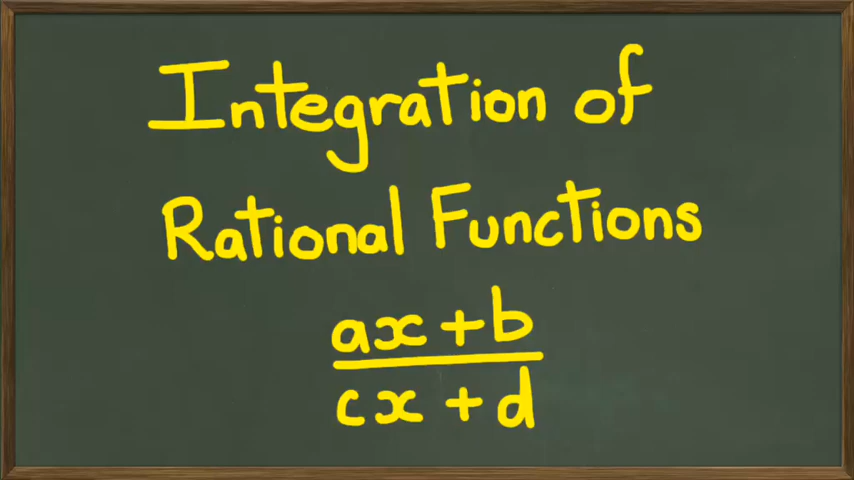 Integration of
Rational Functions
ax + b
cx + d